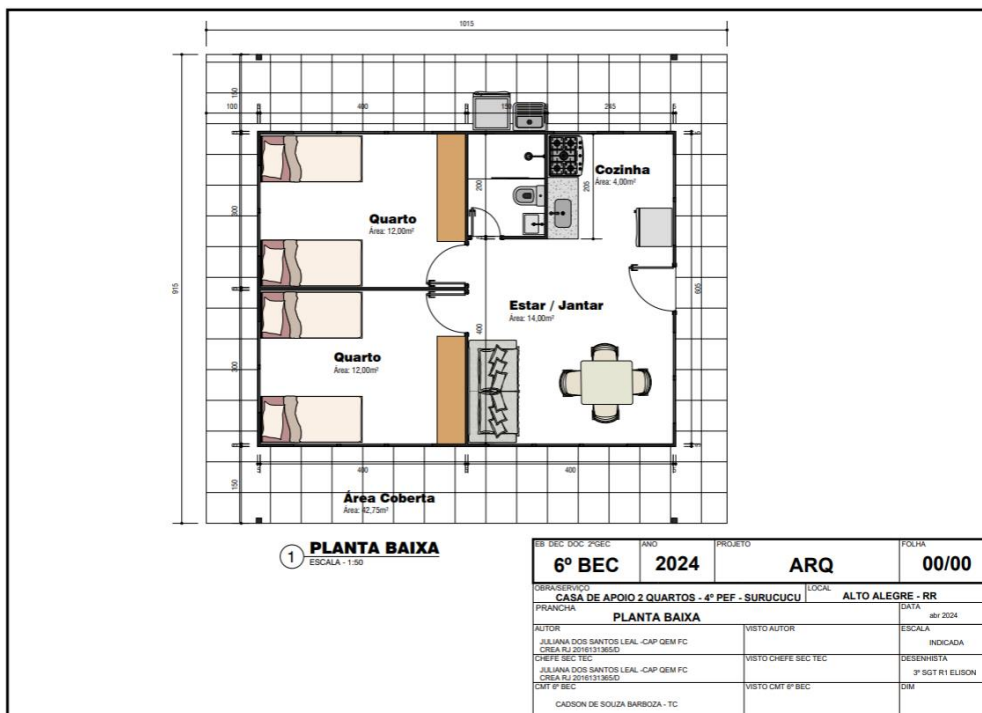 1015
915
150
100
400
150
245
5
5
Cozinha
Área: 4,00m²
200
205
300
Quarto
Área: 12,00m²
605
Estar / Jantar
Área: 14,00m²
400
300
Quarto
Área: 12,00m²
5
5
400
400
5
150
Área Coberta
Área: 42,75m²
1
PLANTA BAIXA
ESCALA - 1:50
EB DEC DOC 2ºGEC
6º BEC
ANO
2024
PROJETO
ARQ
FOLHA
00/00
OBRA/SERVIÇO
CASA DE APOIO 2 QUARTOS - 4º PEF - SURUCUCU
LOCAL
ALTO ALEGRE - RR
PRANCHA
PLANTA BAIXA
DATA
abr 2024
AUTOR
JULIANA DOS SANTOS LEAL -CAP QEM FC
CREA RJ 2016131365/D
VISTO AUTOR
ESCALA
INDICADA
CHEFE SEC TEC
JULIANA DOS SANTOS LEAL -CAP QEM FC
CREA RJ 2016131365/D
VISTO CHEFE SEC TEC
DESENHISTA
3º SGT R1 ELISON
CMT 6º BEC
CADSON DE SOUZA BARBOZA - TC
VISTO CMT 6º BEC
DIM